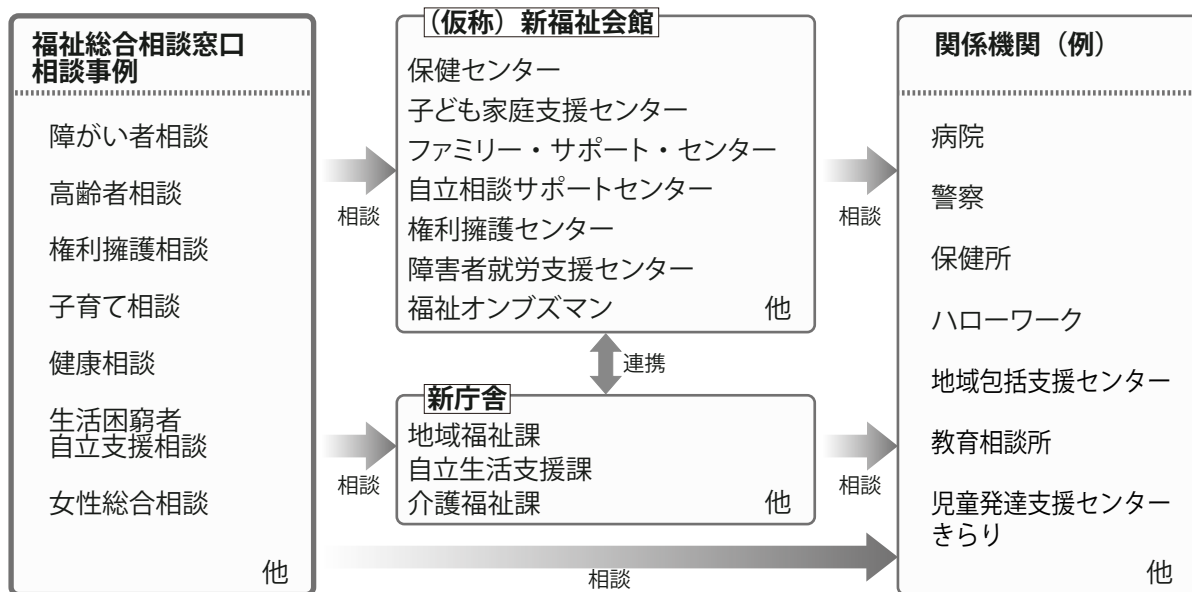 福祉総合相談窓口
相談事例
障がい者相談
高齢者相談
権利擁護相談
子育て相談
健康相談
生活困窮者
自立支援相談
女性総合相談
他
相談
相談
相談
（仮称）新福祉会館
保健センター
子ども家庭支援センター
ファミリー・サポート・センター
自立相談サポートセンター
権利擁護センター
障害者就労支援センター
福祉オンブズマン 他
連携
新庁舎
地域福祉課
自立生活支援課
介護福祉課 他
相談
相談
関係機関（例）
病院
警察
保健所
ハローワーク
地域包括支援センター
教育相談所
児童発達支援センター
きらり
他